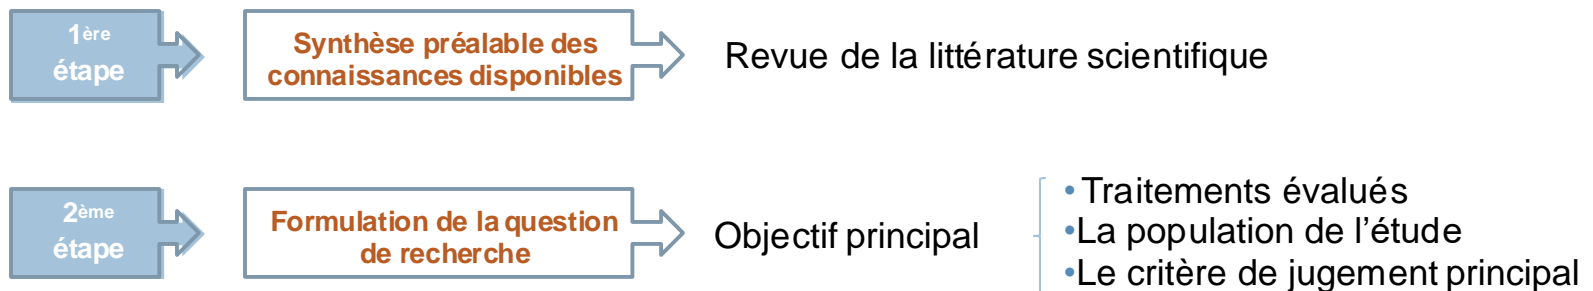 1ère
étape
Synthèse préalable des
connaissances disponibles
Revue de la littérature scientifique
2ème
étape
Formulation de la question
de recherche
Objectif principal
•Traitements évalués
•La population de l’étude
•Le critère de jugement principal